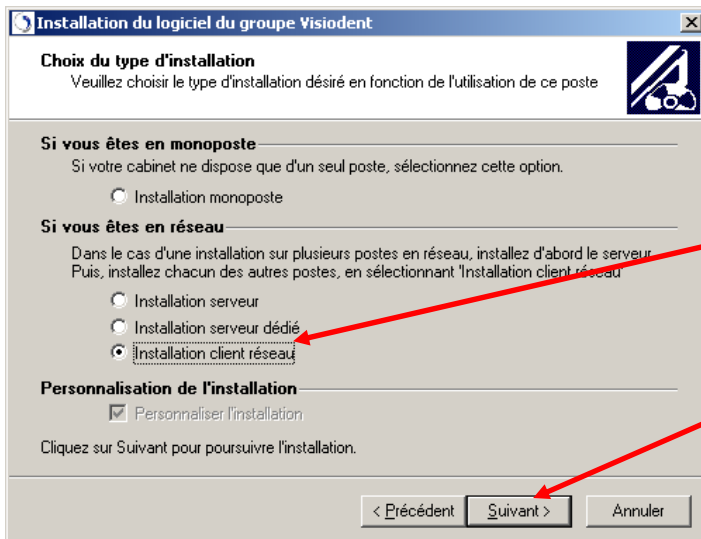 Installation du logiciel du groupe Visiodent
Choix du type d'installation
Veuillez choisir le type d'installation désiré en fonction de l'utilisation de ce poste
Si vous êtes en monoposte
Si votre cabinet ne dispose que d'un seul poste, sélectionnez cette option.
Installation monoposte
Si vous êtes en réseau
Dans le cas d'une installation sur plusieurs postes en réseau, installez d'abord le serveur.
Puis, installez chacun des autres postes, en sélectionnant 'Installation client réseau'
Installation serveur
Installation serveur dédié
Installation client réseau
Personnalisation de l'installation
Personnaliser l'installation
Cliquez sur Suivant pour poursuivre l'installation.
< Précédent Suivant > Annuler